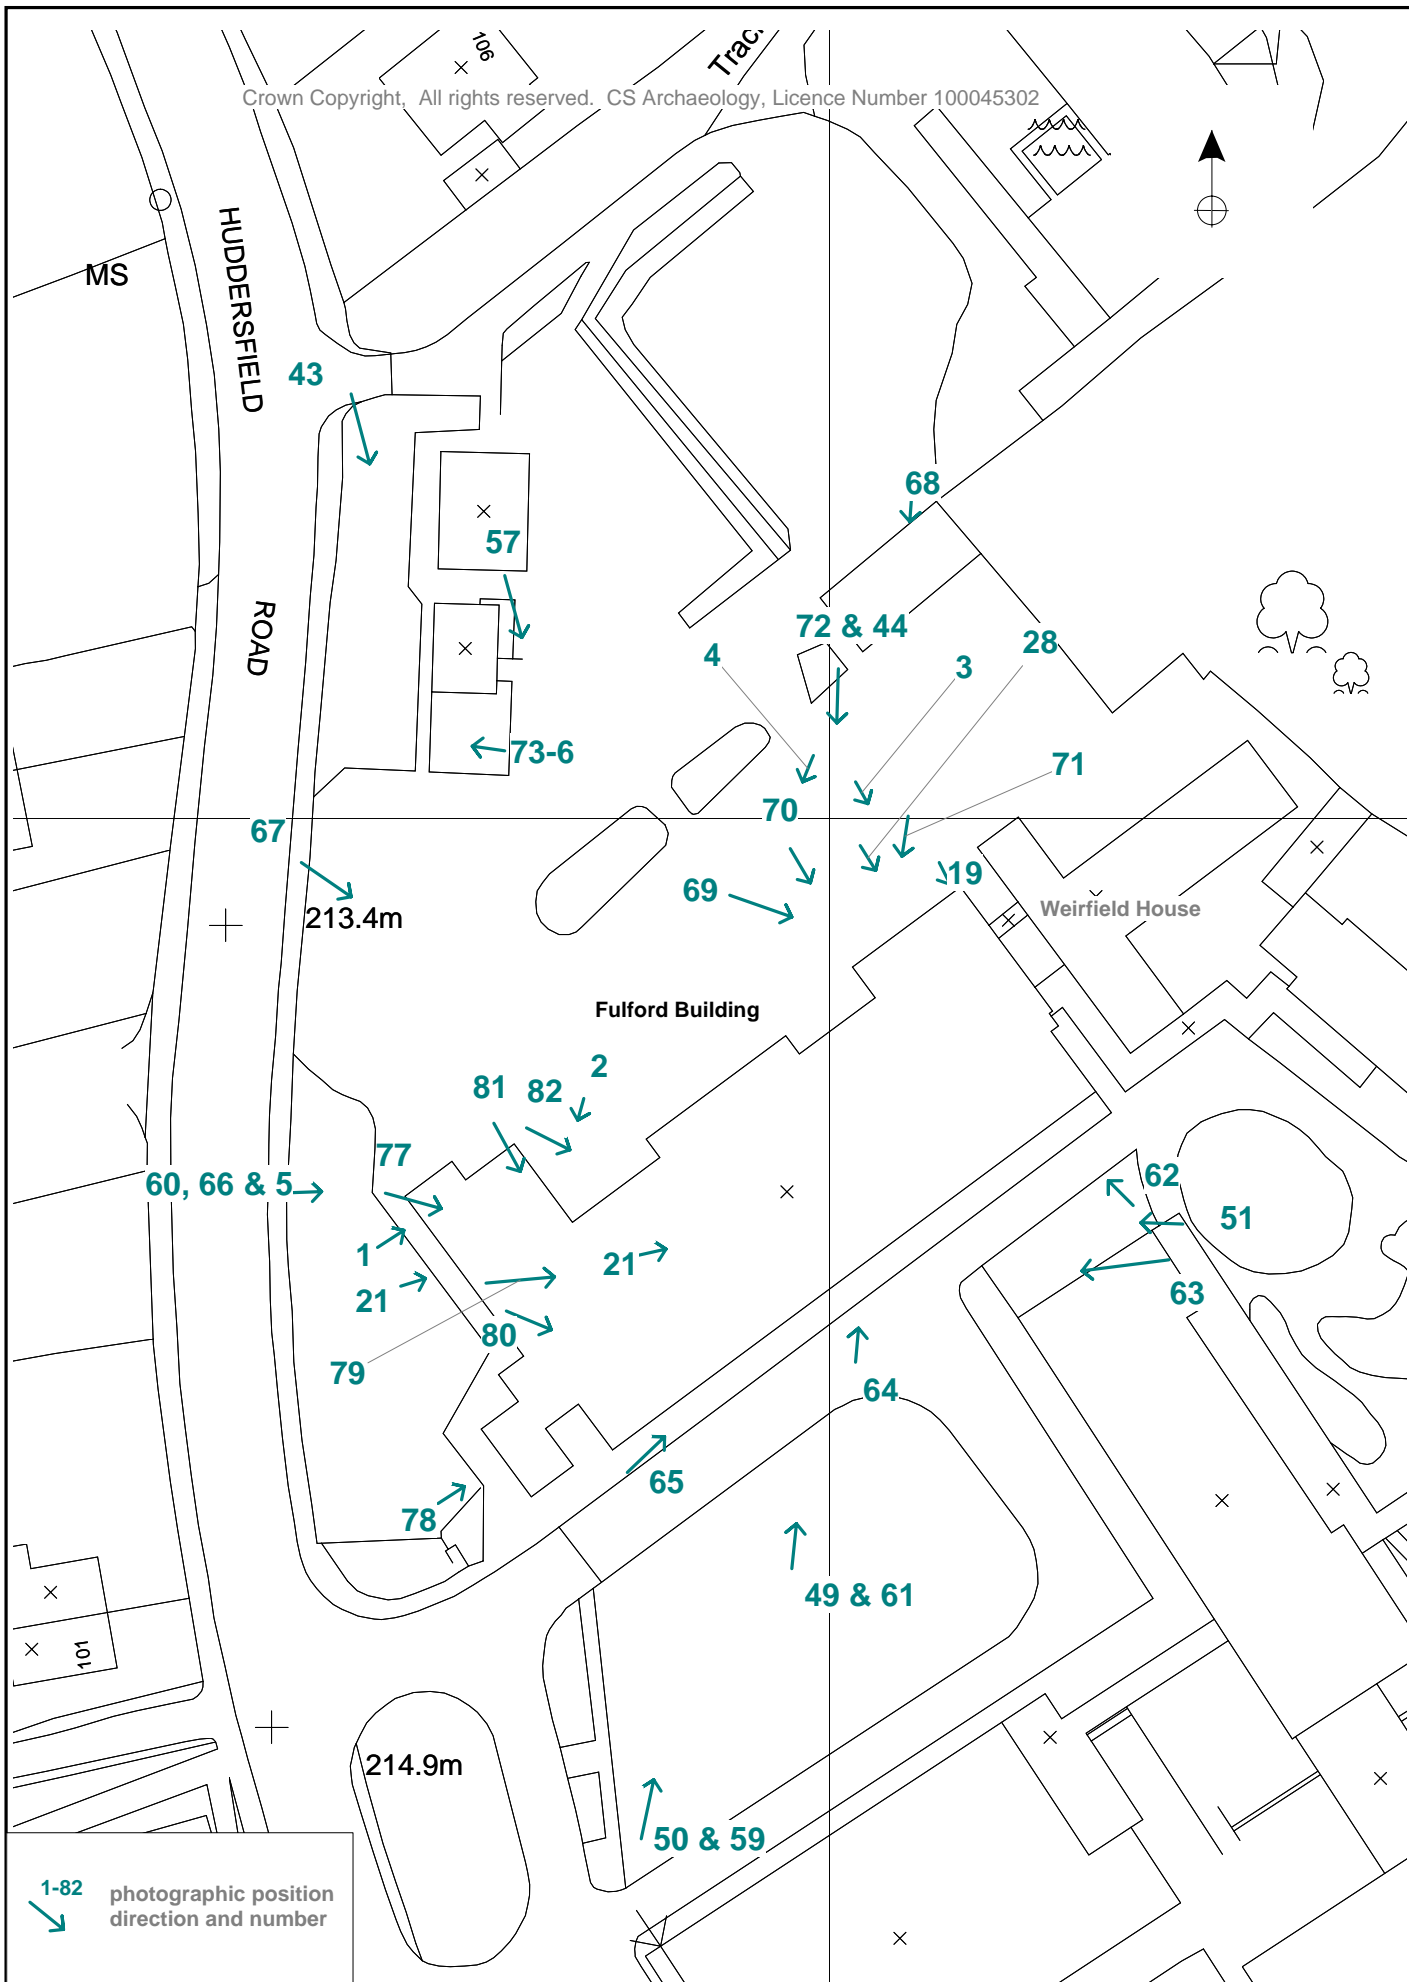 106
Trac
Crown Copyright, All rights reserved. CS Archaeology, Licence Number 100045302
HUDDERSFIELD
MS
43
68
57
ROAD
72 & 44
28
4
3
73-6
71
70
67
19
69
Weirfield House
213.4m
Fulford Building
2
81
82
77
62
60, 66 & 5
51
1
21
63
21
80
79
64
65
78
49 & 61
101
214.9m
50 & 59
1-82
photographic position
direction and number